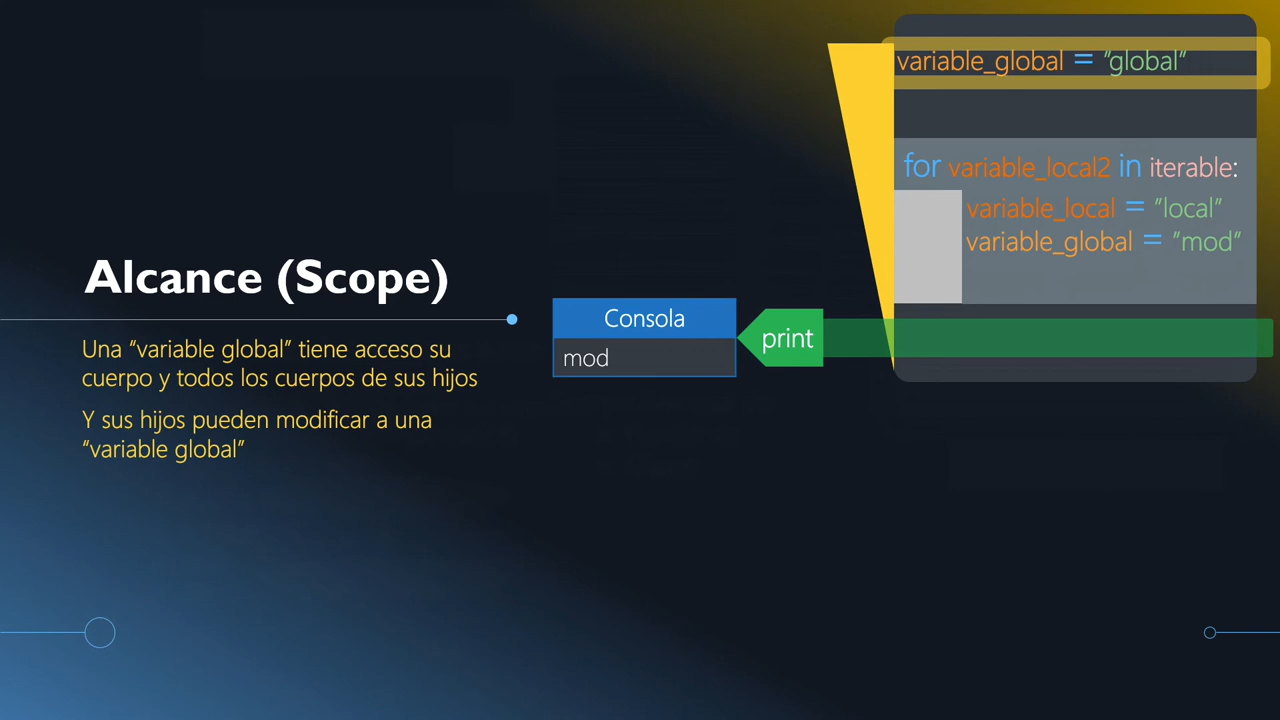 Alcance (Scope)
Una “variable global” tiene acceso su
cuerpo y todos los cuerpos de sus hijos
Y sus hijos pueden modificar a una
“variable global”
Consola
mod
print
variable_global = “global”
for variable_local2 in iterable:
variable_local = “local”
variable_global = “mod”